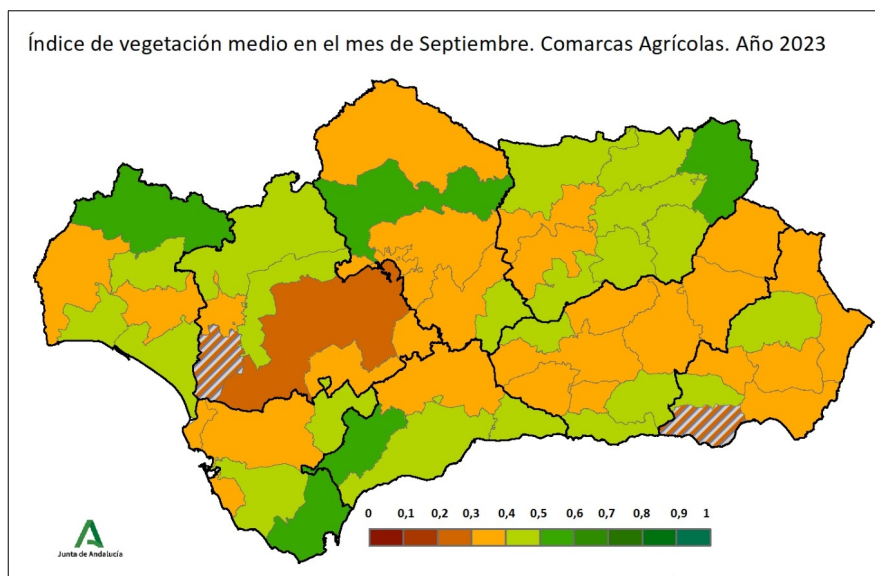 Índice de vegetación medio en el mes de Septiembre. Comarcas Agrícolas. Año 2023
0 0,1 0,2 0,3 0,4 0,5 0,6 0,7 0,8 0,9 1
Junta de Andalucía